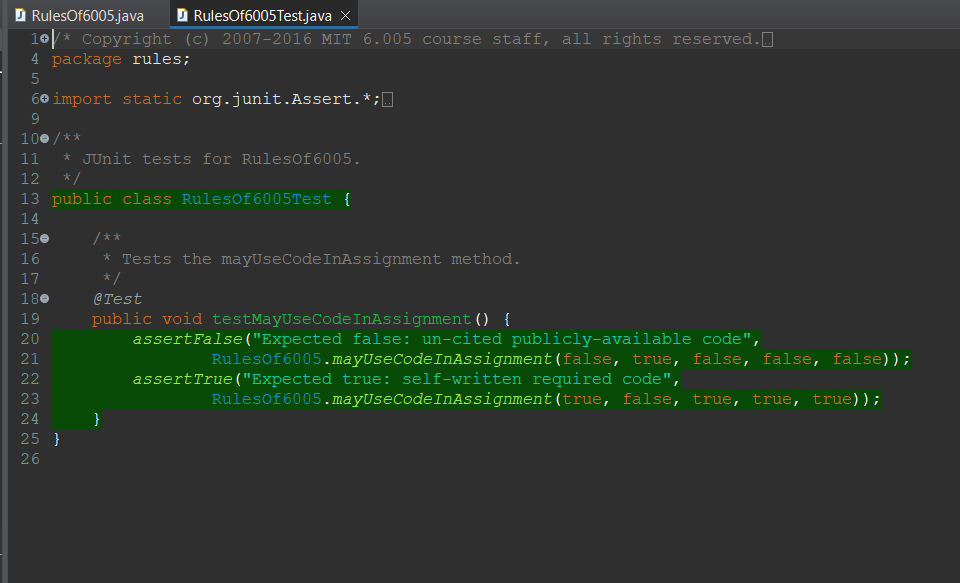 RulesOf6005.java RulesOf6005Test.java
1 /* Copyright (c) 2007-2016 MIT 6.005 course staff, all rights reserved.
4 package rules;
5
6 import static org.junit.Assert.*;
9
10 /**
11 * JUnit tests for RulesOf6005.
12 */
13 public class RulesOf6005Test {
14
15 /**
16 * Tests the mayUseCodeInAssignment method.
17 */
18 @Test
19 public void testMayUseCodeInAssignment() {
20 assertFalse("Expected false: un-cited publicly-available code",
21 RulesOf6005.mayUseCodeInAssignment(false, true, false, false, false));
22 assertTrue("Expected true: self-written required code",
23 RulesOf6005.mayUseCodeInAssignment(true, false, true, true, true));
24 }
25 }
26